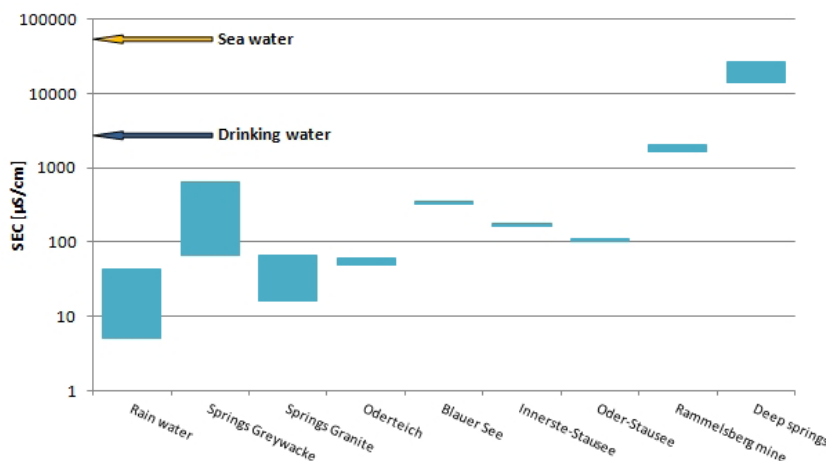 100000
Sea water
10000
Drinking water
1000
100
10
1
SEC [µS/cm]
Rain water
Springs Greywacke
Springs Granite
Oderteich
Blauer See
Innerste-Stausee
Oder-Stausee
Rammelsberg mine
Deep springs